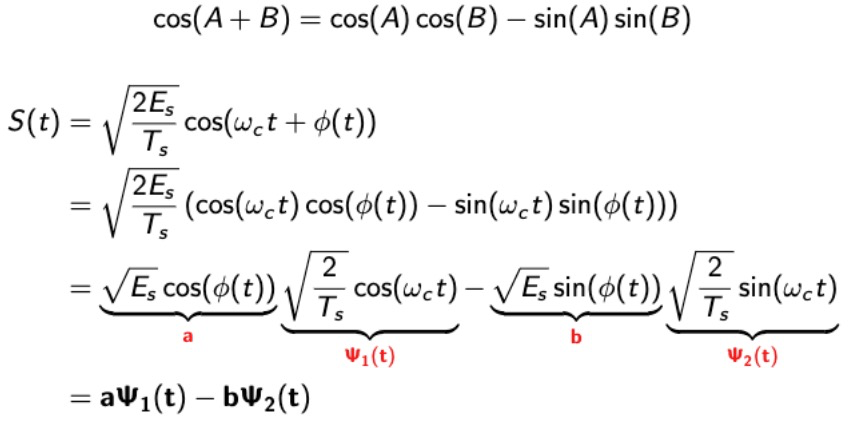 cos(A + B) = cos(A) cos(B) − sin(A) sin(B)
S(t) = √(2E_s/T_s) cos(ω_c t + ϕ(t))
= √(2E_s/T_s) (cos(ω_c t) cos(ϕ(t)) − sin(ω_c t) sin(ϕ(t)))
= √E_s cos(ϕ(t)) √(2/T_s) cos(ω_c t) − √E_s sin(ϕ(t)) √(2/T_s) sin(ω_c t)
a Ψ₁(t) b Ψ₂(t)
= aΨ₁(t) − bΨ₂(t)